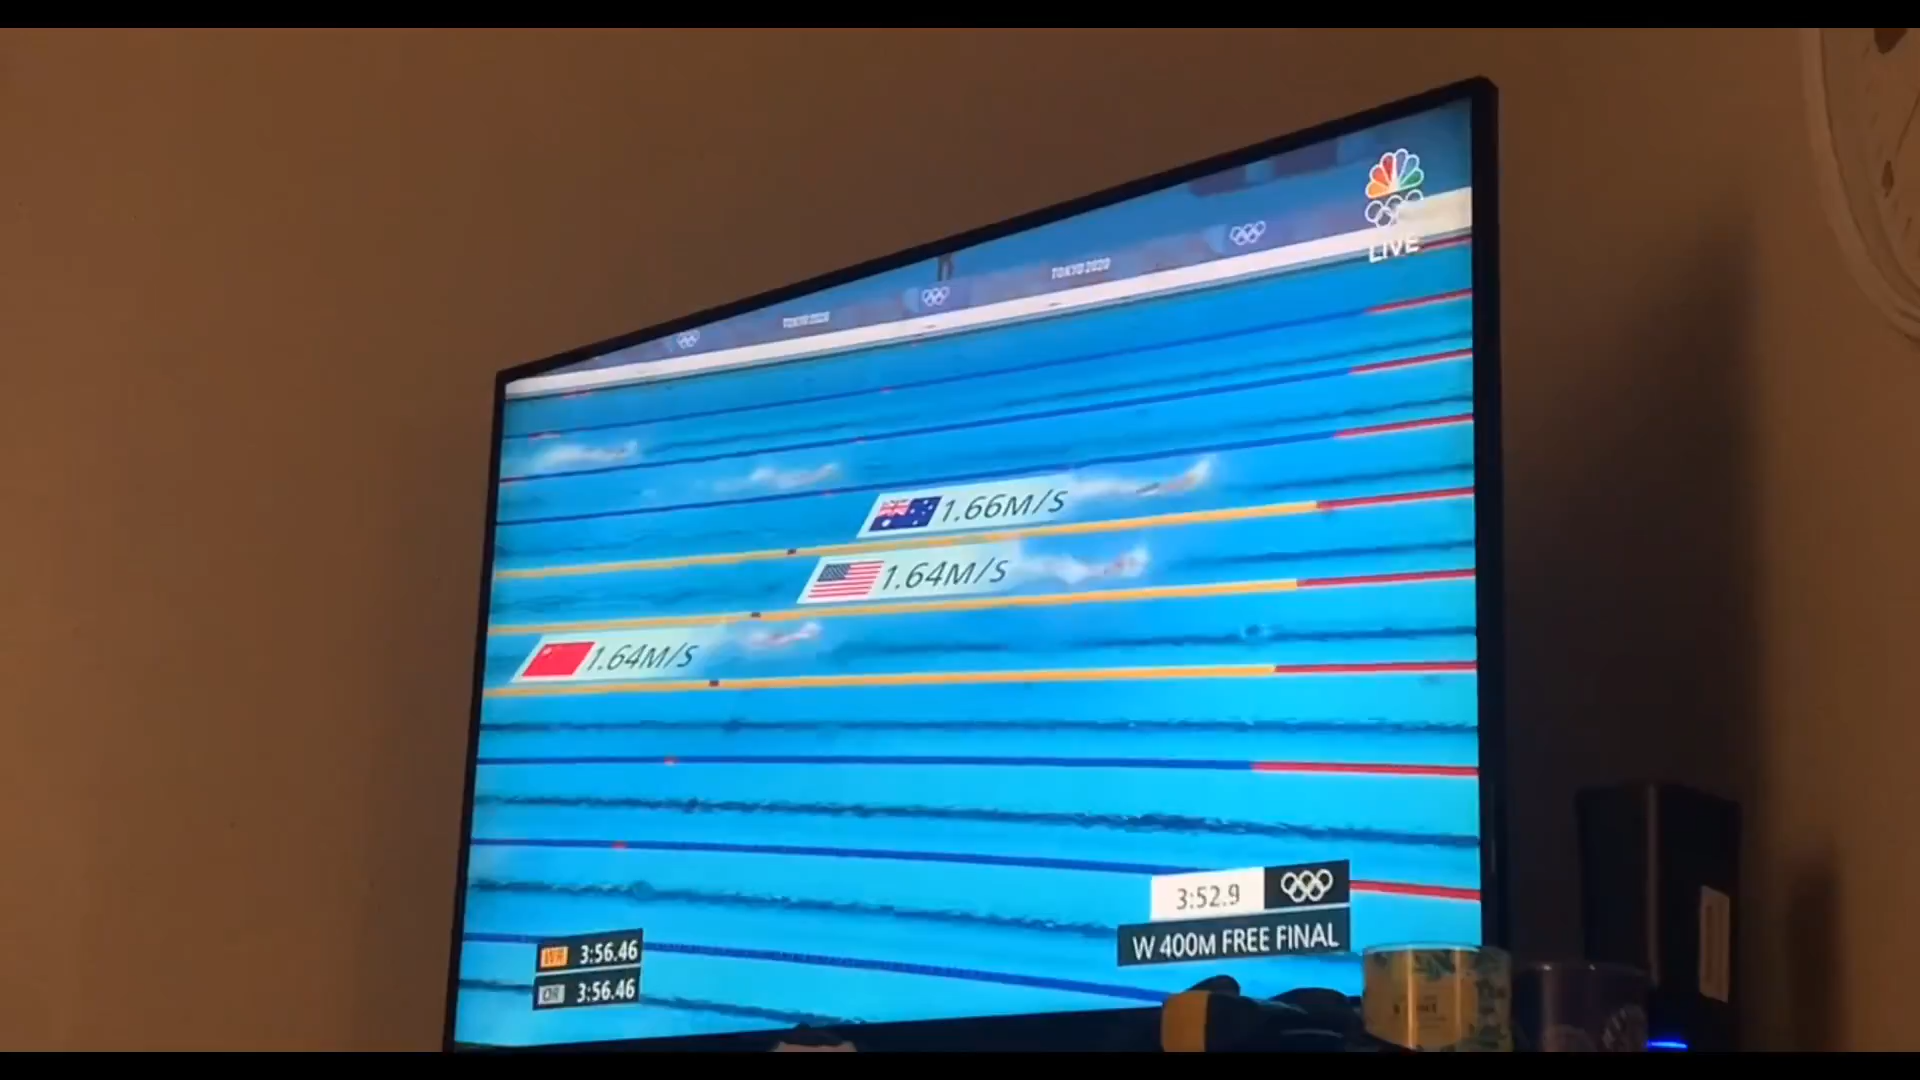 LIVE
TOKYO 2020
TOKYO 2020
1.66M/S
1.64M/S
1.64M/S
3:52.9
W 400M FREE FINAL
WR 3:56.46
OR 3:56.46